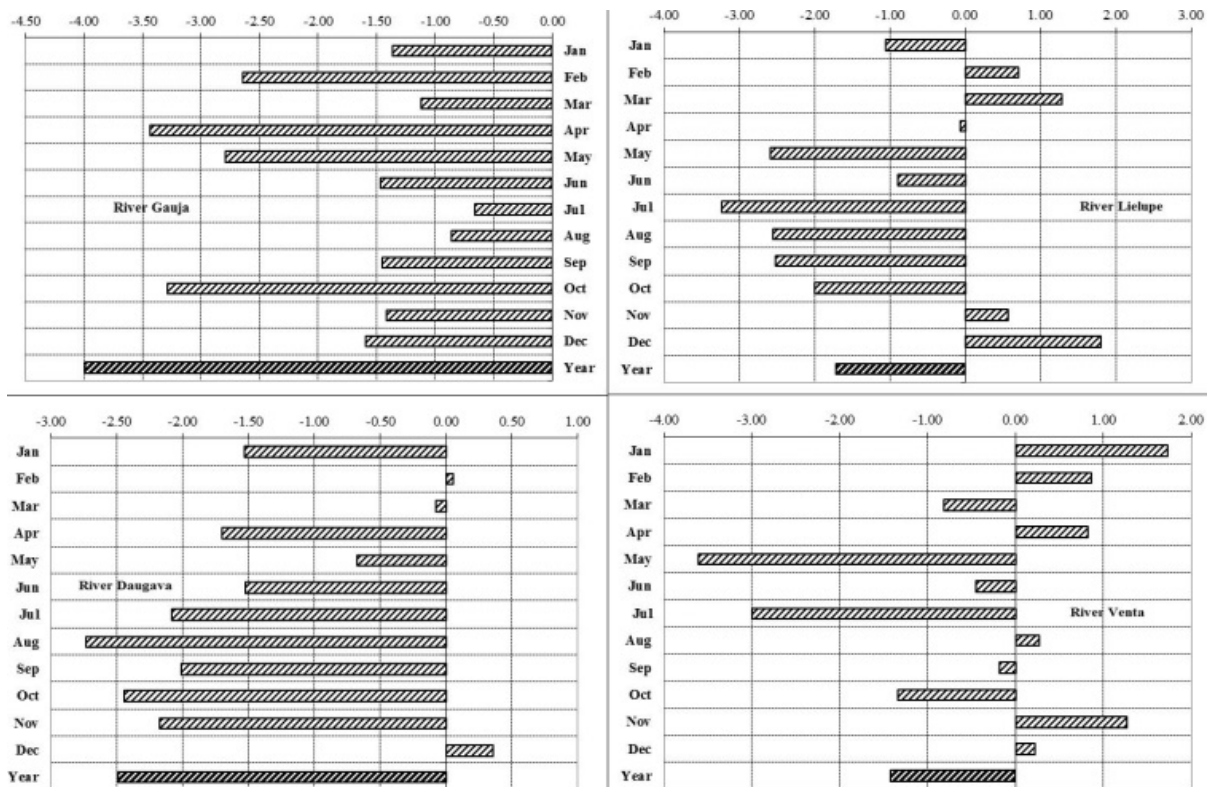 -4.50 -4.00 -3.50 -3.00 -2.50 -2.00 -1.50 -1.00 -0.50 0.00
Jan
Feb
Mar
Apr
May
Jun
River Gauja Jul
Aug
Sep
Oct
Nov
Dec
Year
-4.00 -3.00 -2.00 -1.00 0.00 1.00 2.00 3.00
Jan
Feb
Mar
Apr
May
Jun
Jul River Lielupe
Aug
Sep
Oct
Nov
Dec
Year
-3.00 -2.50 -2.00 -1.50 -1.00 -0.50 0.00 0.50 1.00
Jan
Feb
Mar
Apr
May
Jun River Daugava
Jul
Aug
Sep
Oct
Nov
Dec
Year
-4.00 -3.00 -2.00 -1.00 0.00 1.00 2.00
Jan
Feb
Mar
Apr
May
Jun
Jul River Venta
Aug
Sep
Oct
Nov
Dec
Year